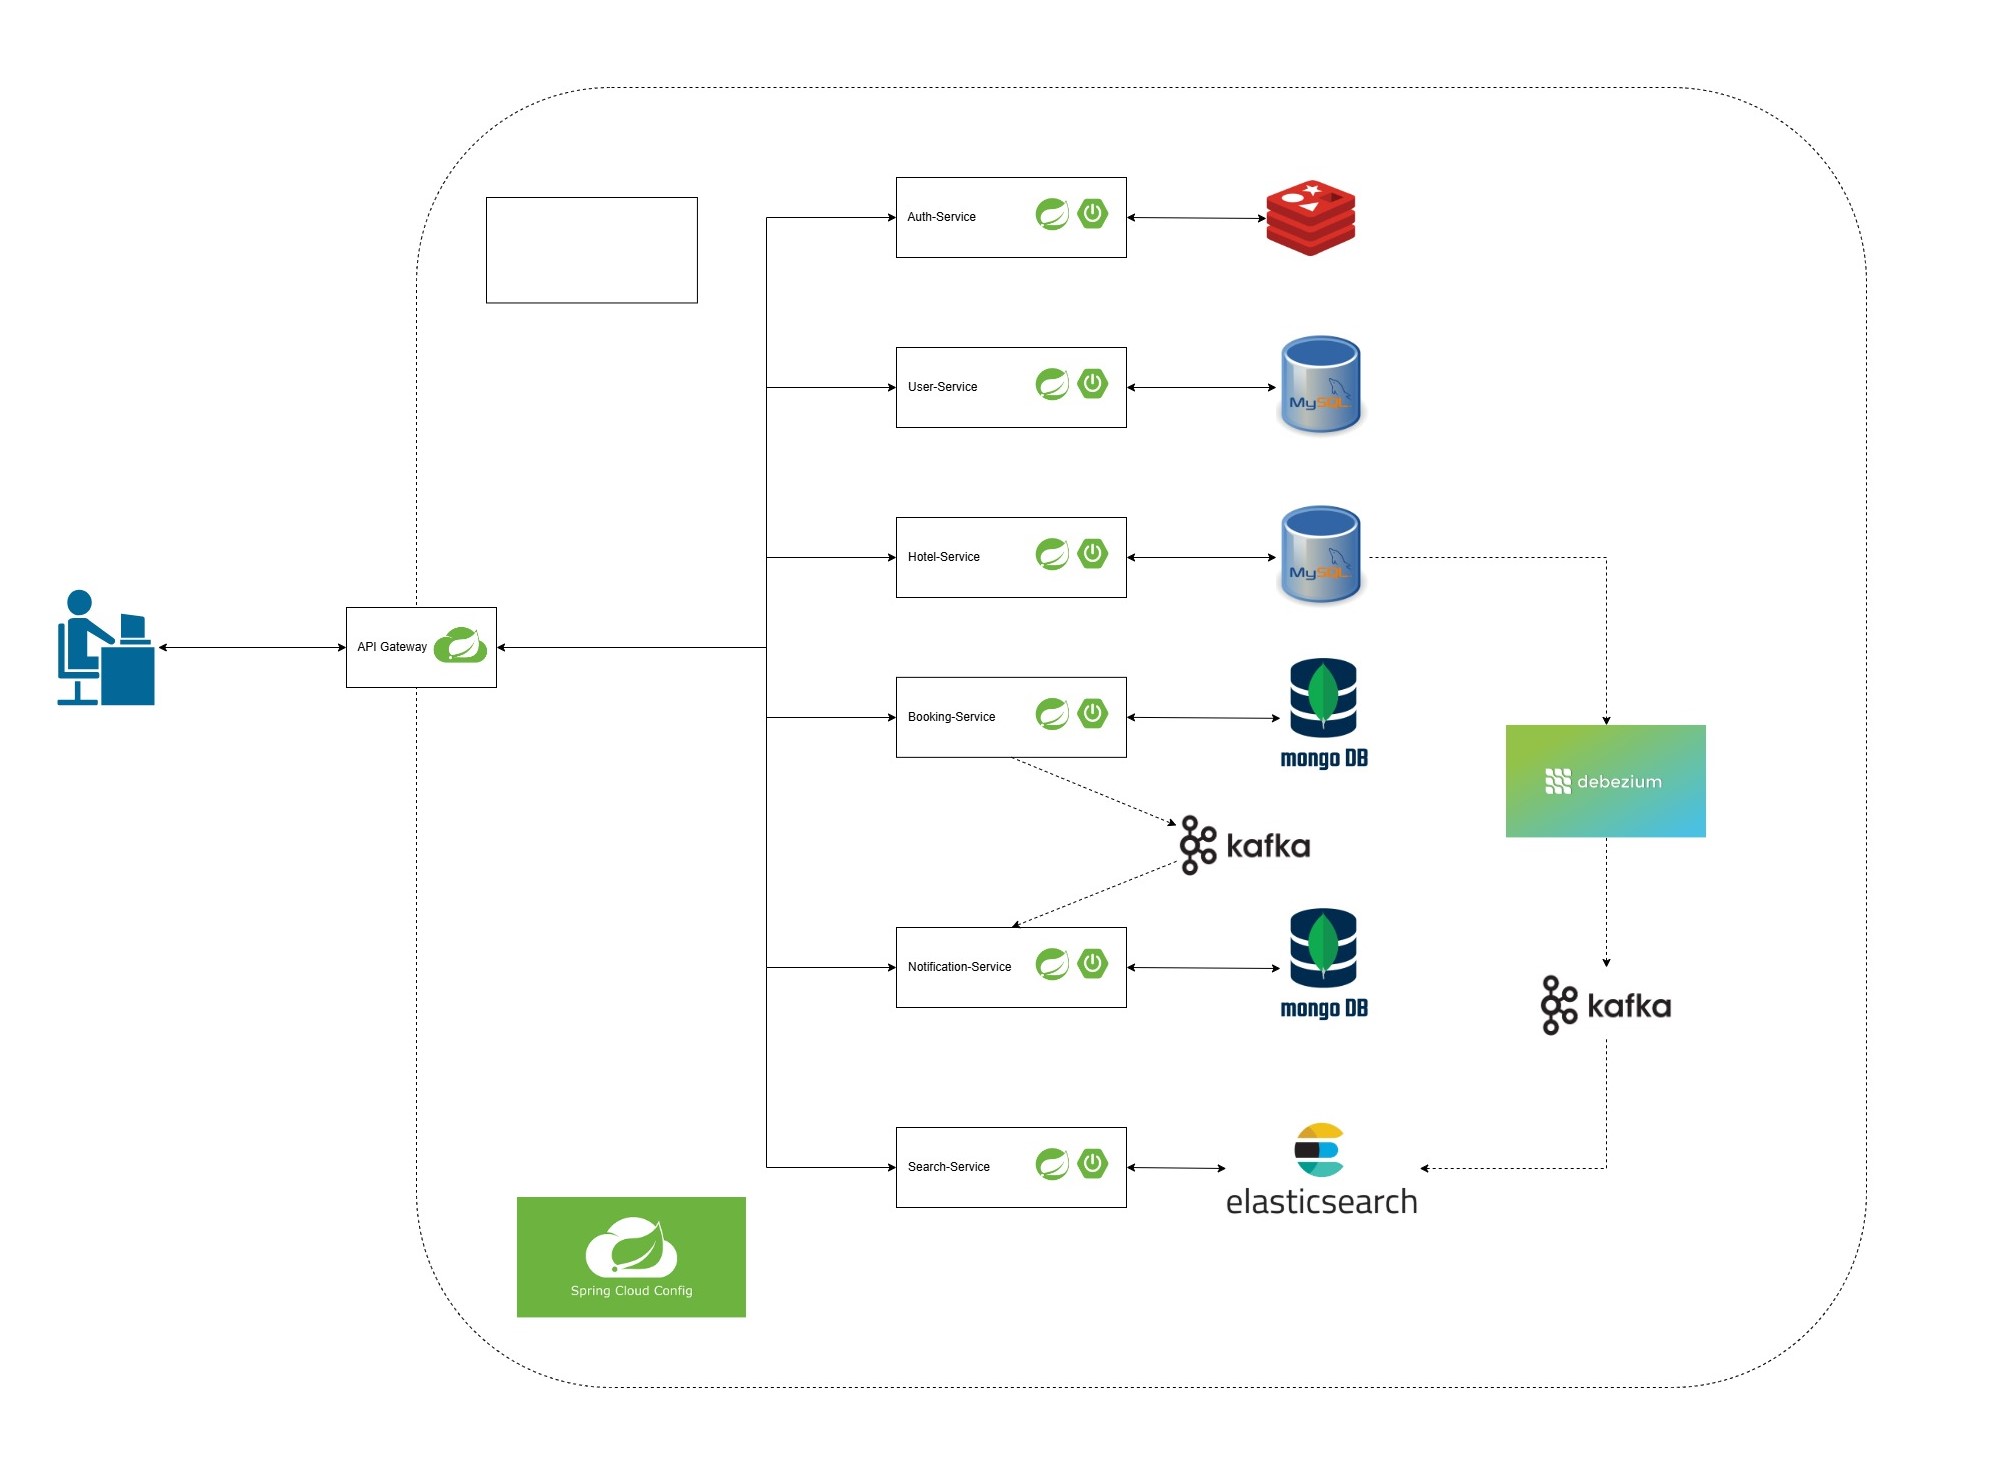 Auth-Service
User-Service
MySQL
Hotel-Service
MySQL
API Gateway
Booking-Service
mongo DB
debezium
kafka
Notification-Service
mongo DB
kafka
Search-Service
elasticsearch
Spring Cloud Config